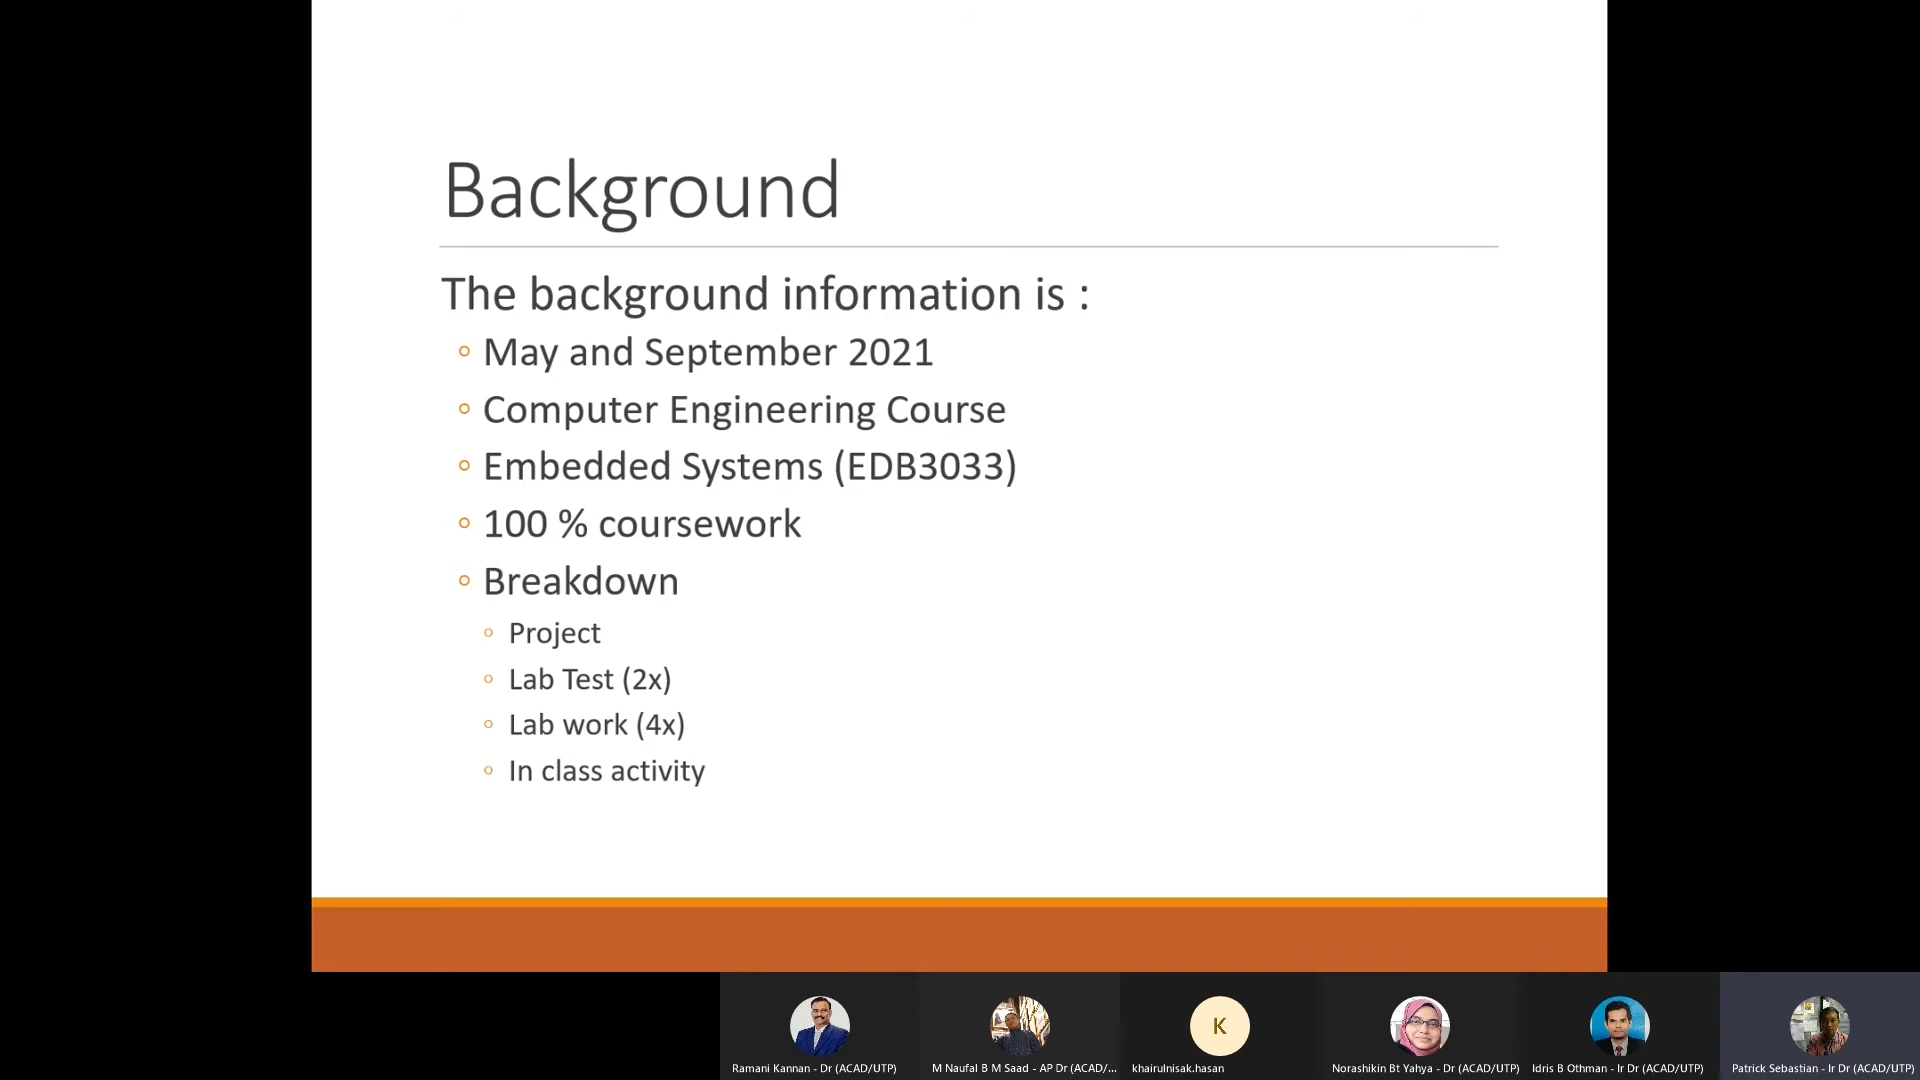 Background
The background information is :
May and September 2021
Computer Engineering Course
Embedded Systems (EDB3033)
100 % coursework
Breakdown
Project
Lab Test (2x)
Lab work (4x)
In class activity
K
Ramani Kannan - Dr (ACAD/UTP)
M Naufal B M Saad - AP Dr (ACAD/...
khairulnisak.hasan
Norashikin Bt Yahya - Dr (ACAD/UTP)
Idris B Othman - Ir Dr (ACAD/UTP)
Patrick Sebastian - Ir Dr (ACAD/UTP)